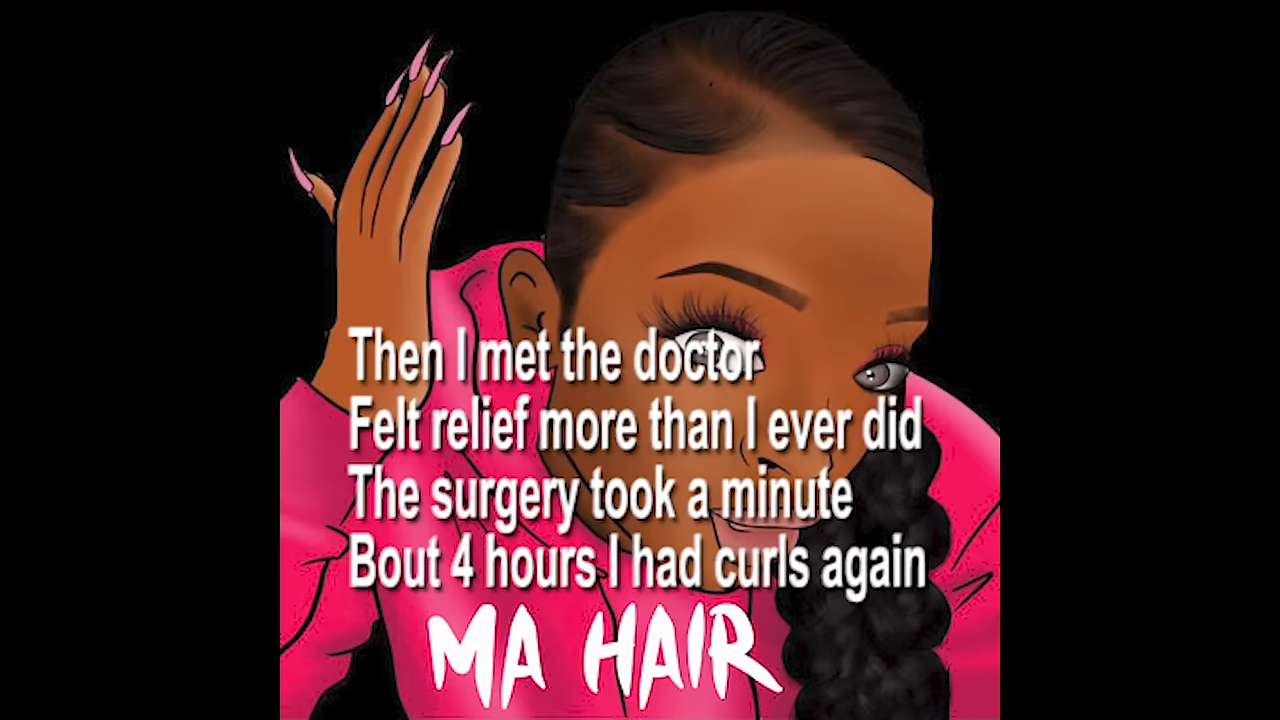 Then I met the doctor
Felt relief more than I ever did
The surgery took a minute
Bout 4 hours I had curls again
MA HAIR